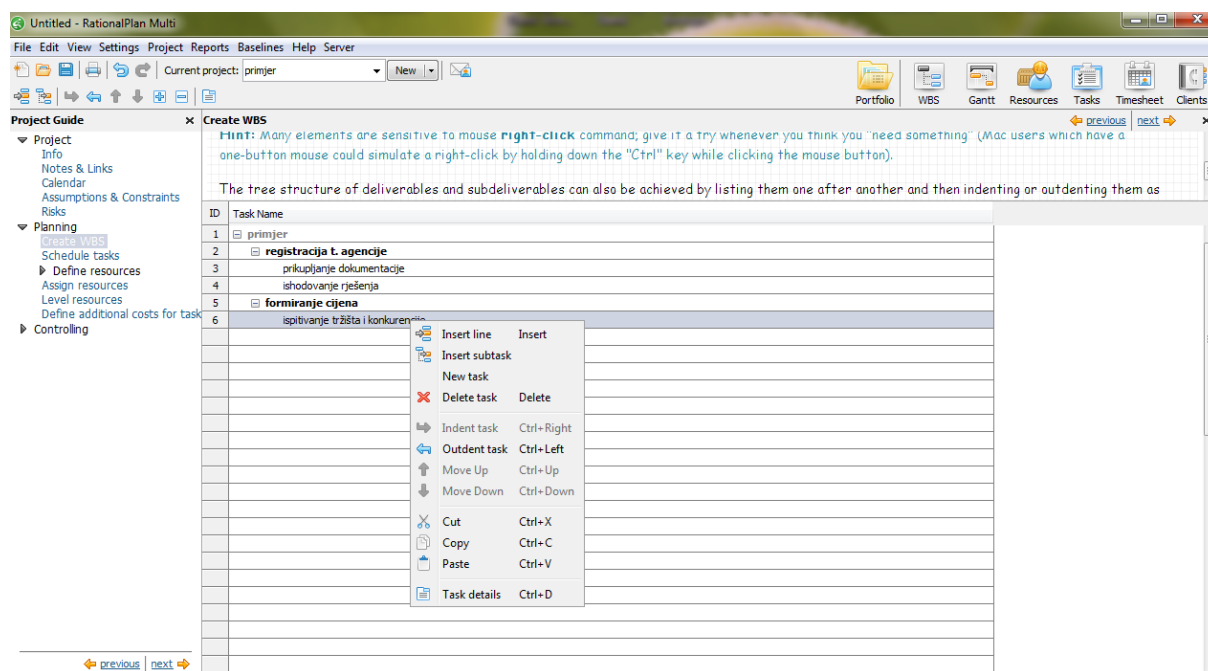 Untitled - RationalPlan Multi
File Edit View Settings Project Reports Baselines Help Server
Current project: primjer New
Portfolio WBS Gantt Resources Tasks Timesheet Clients
Project Guide
Create WBS
previous next
Project
Info
Notes & Links
Calendar
Assumptions & Constraints
Risks
Planning
Create WBS
Schedule tasks
Define resources
Assign resources
Level resources
Define additional costs for task
Controlling
previous next
Hint: Many elements are sensitive to mouse right-click command; give it a try whenever you think you "need something" (Mac users which have a
one-button mouse could simulate a right-click by holding down the "Ctrl" key while clicking the mouse button).
The tree structure of deliverables and subdeliverables can also be achieved by listing them one after another and then indenting or outdenting them as
ID Task Name
1 primjer
2 registracija t. agencije
3 prikupljanje dokumentacije
4 ishodovanje rješenja
5 formiranje cijena
6 ispitivanje tržišta i konkurencije
Insert line Insert
Insert subtask
New task
Delete task Delete
Indent task Ctrl+Right
Outdent task Ctrl+Left
Move Up Ctrl+Up
Move Down Ctrl+Down
Cut Ctrl+X
Copy Ctrl+C
Paste Ctrl+V
Task details Ctrl+D